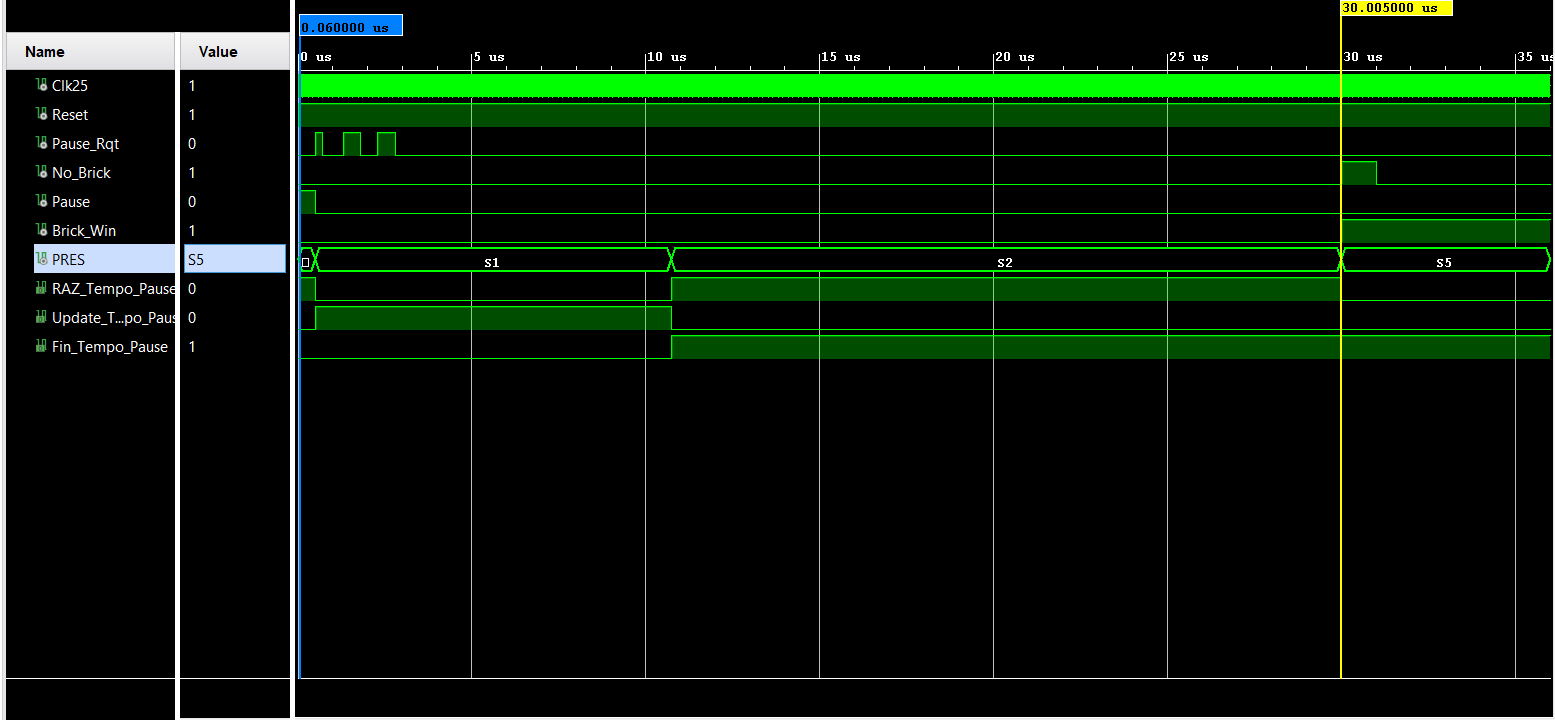 0.060000 us
30.005000 us
Name Value
0 us 5 us 10 us 15 us 20 us 25 us 30 us 35 us
Clk25 1
Reset 1
Pause_Rqt 0
No_Brick 1
Pause 0
Brick_Win 1
PRES S5 S1 S2 S5
RAZ_Tempo_Pause 0
Update_T...po_Paus 0
Fin_Tempo_Pause 1